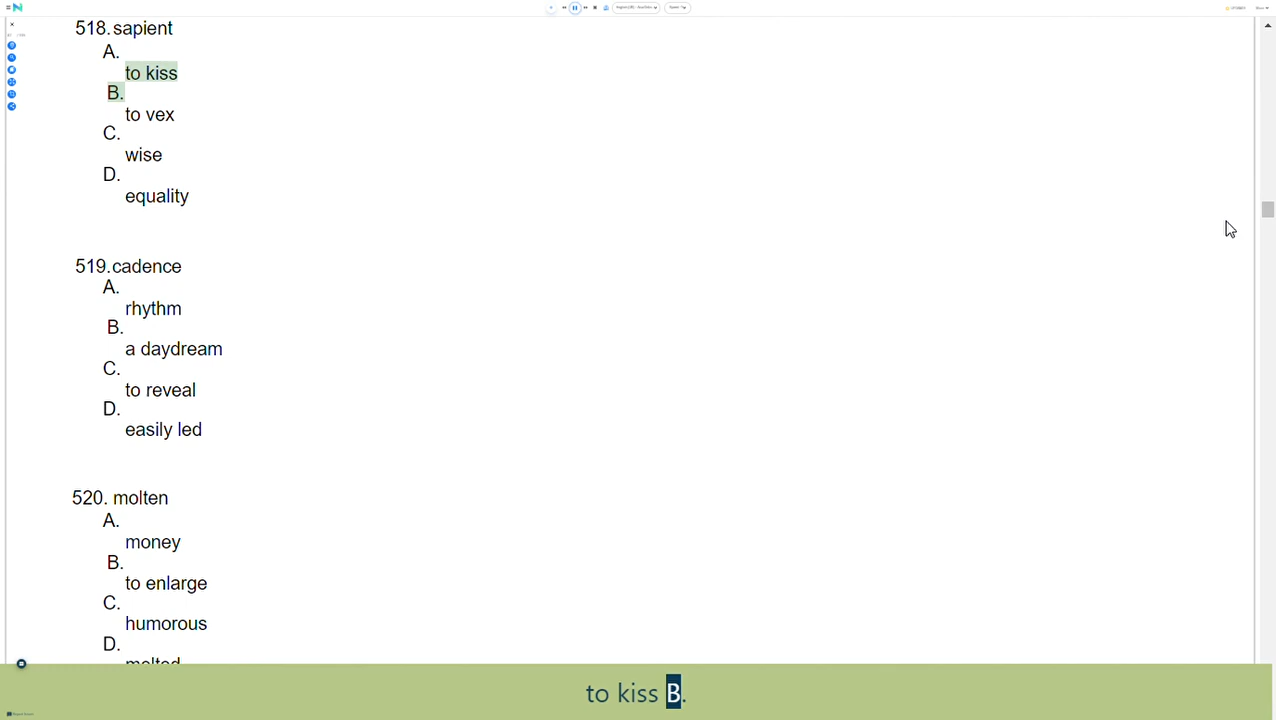 518. sapient
A.
to kiss
B.
to vex
C.
wise
D.
equality
519. cadence
A.
rhythm
B.
a daydream
C.
to reveal
D.
easily led
520. molten
A.
money
B.
to enlarge
C.
humorous
D.
melted
to kiss B.